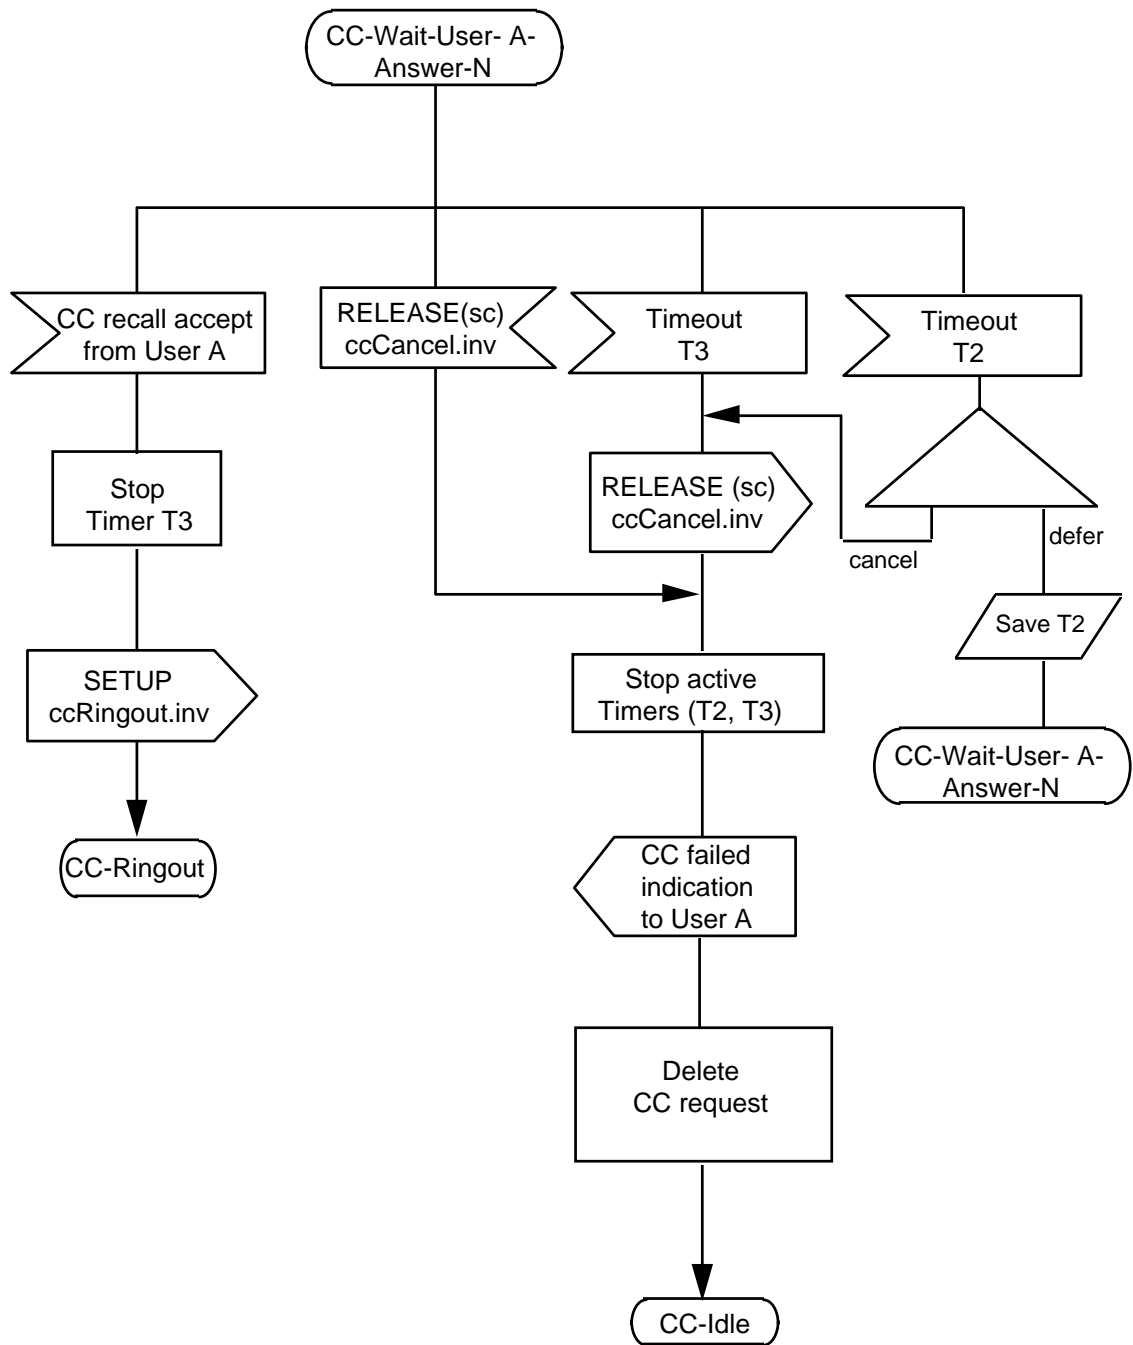 CC-Wait-User- A-
Answer-N
CC recall accept
from User A
RELEASE(sc)
ccCancel.inv
Timeout
T3
Timeout
T2
Stop
Timer T3
RELEASE (sc)
ccCancel.inv
cancel
defer
Save T2
SETUP
ccRingout.inv
Stop active
Timers (T2, T3)
CC-Wait-User- A-
Answer-N
CC-Ringout
CC failed
indication
to User A
Delete
CC request
CC-Idle